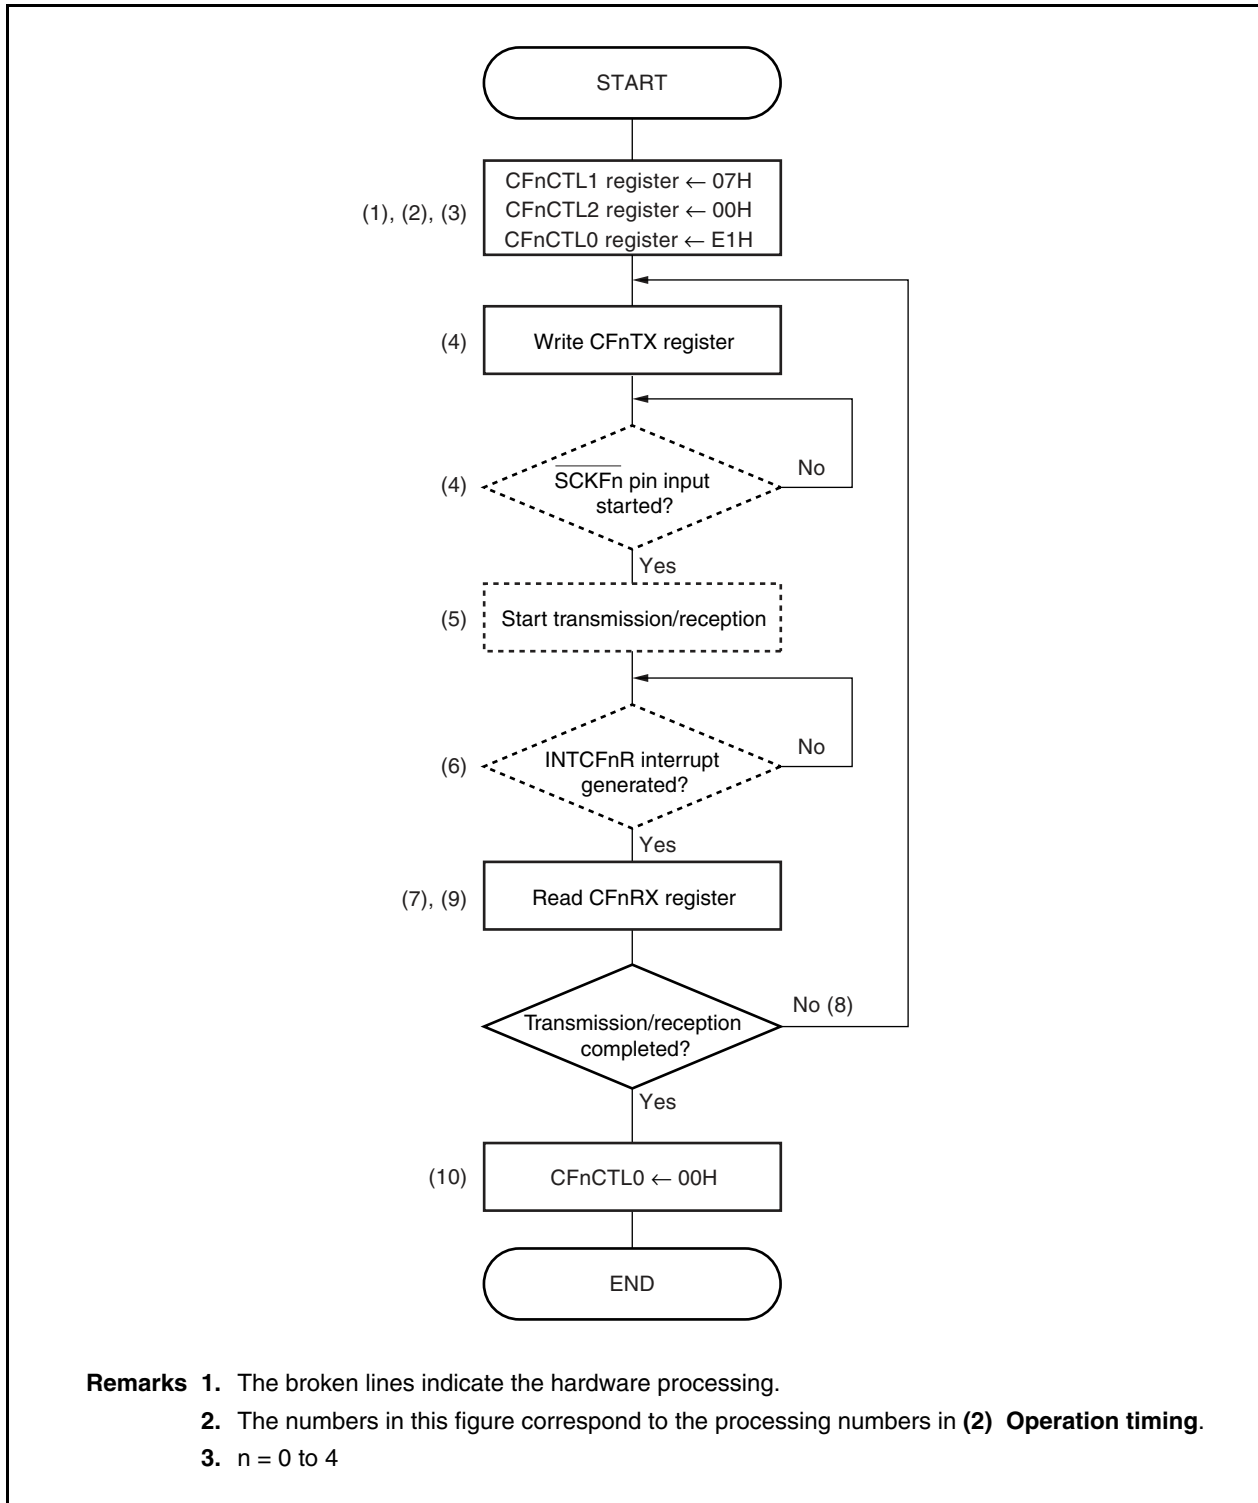 START
(1), (2), (3)
CFnCTL1 register ← 07H
CFnCTL2 register ← 00H
CFnCTL0 register ← E1H
(4)
Write CFnTX register
(4)
SCKFn pin input
started?
No
Yes
(5)
Start transmission/reception
(6)
INTCFnR interrupt
generated?
No
Yes
(7), (9)
Read CFnRX register
Transmission/reception
completed?
No (8)
Yes
(10)
CFnCTL0 ← 00H
END
Remarks 1. The broken lines indicate the hardware processing.
2. The numbers in this figure correspond to the processing numbers in (2) Operation timing.
3. n = 0 to 4